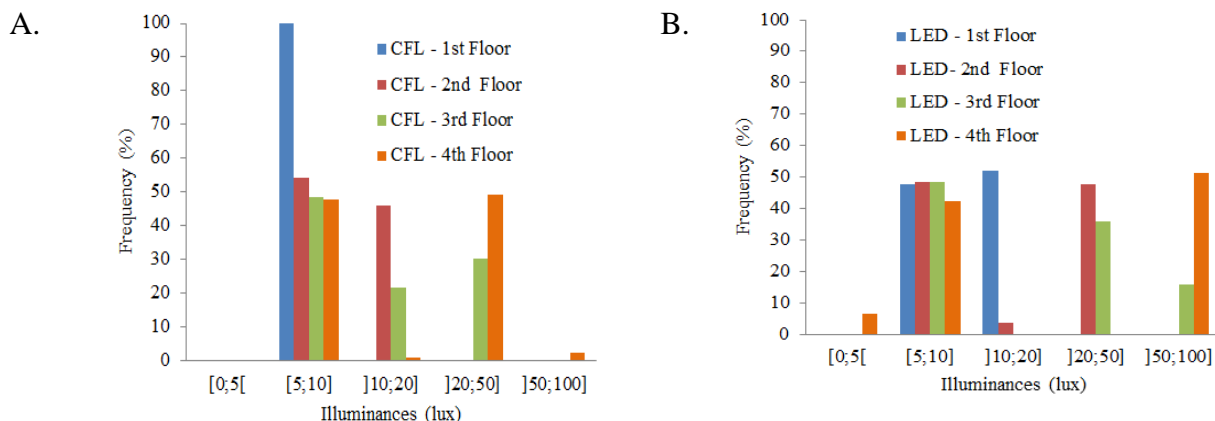 A.
100
90
80
70
60
50
40
30
20
10
0
Frequency (%)
CFL - 1st Floor
CFL - 2nd Floor
CFL - 3rd Floor
CFL - 4th Floor
[0;5[ [5;10] ]10;20] ]20;50] ]50;100]
Illuminances (lux)
B.
100
90
80
70
60
50
40
30
20
10
0
Frequency (%)
LED - 1st Floor
LED- 2nd Floor
LED - 3rd Floor
LED - 4th Floor
[0;5[ [5;10] ]10;20] ]20;50] ]50;100]
Illuminances (lux)